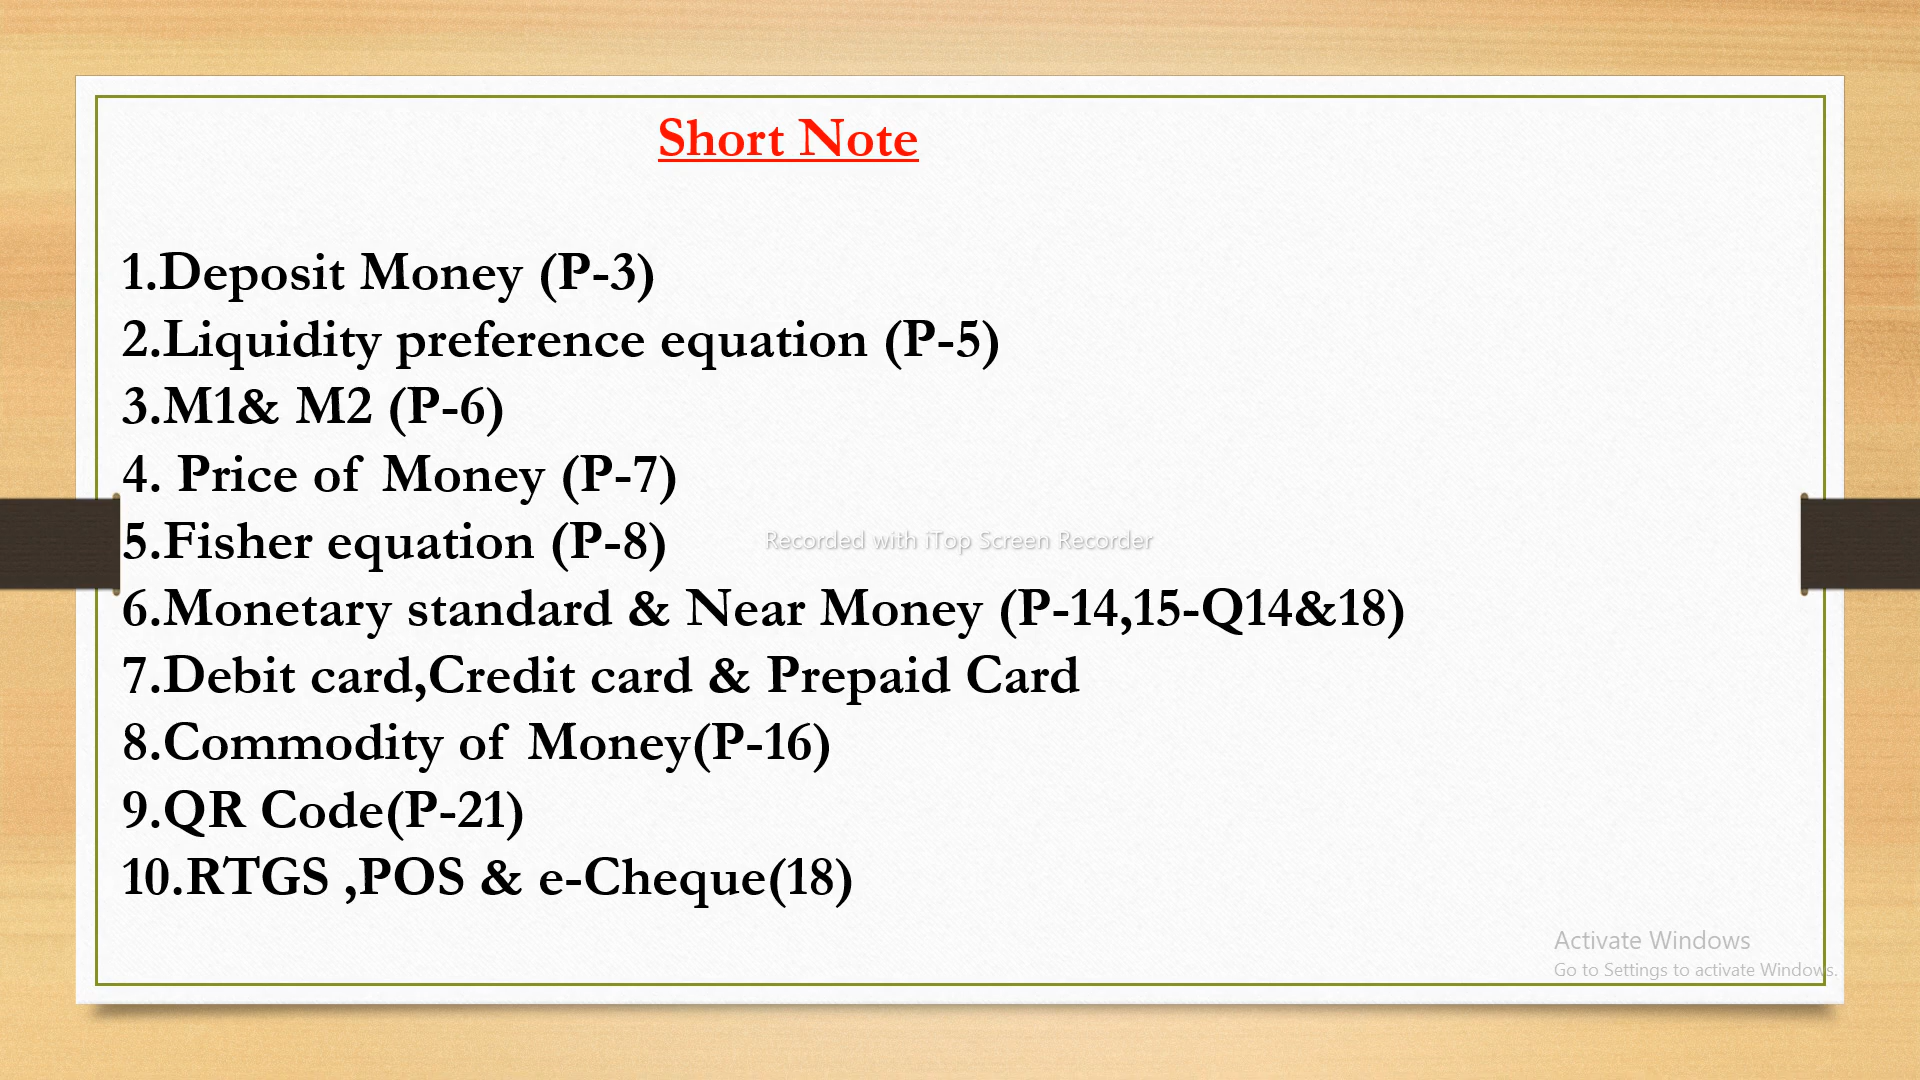 Short Note
1.Deposit Money (P-3)
2.Liquidity preference equation (P-5)
3.M1& M2 (P-6)
4. Price of Money (P-7)
5.Fisher equation (P-8)
Recorded with iTop Screen Recorder
6.Monetary standard & Near Money (P-14,15-Q14&18)
7.Debit card,Credit card & Prepaid Card
8.Commodity of Money(P-16)
9.QR Code(P-21)
10.RTGS ,POS & e-Cheque(18)
Activate Windows
Go to Settings to activate Windows.